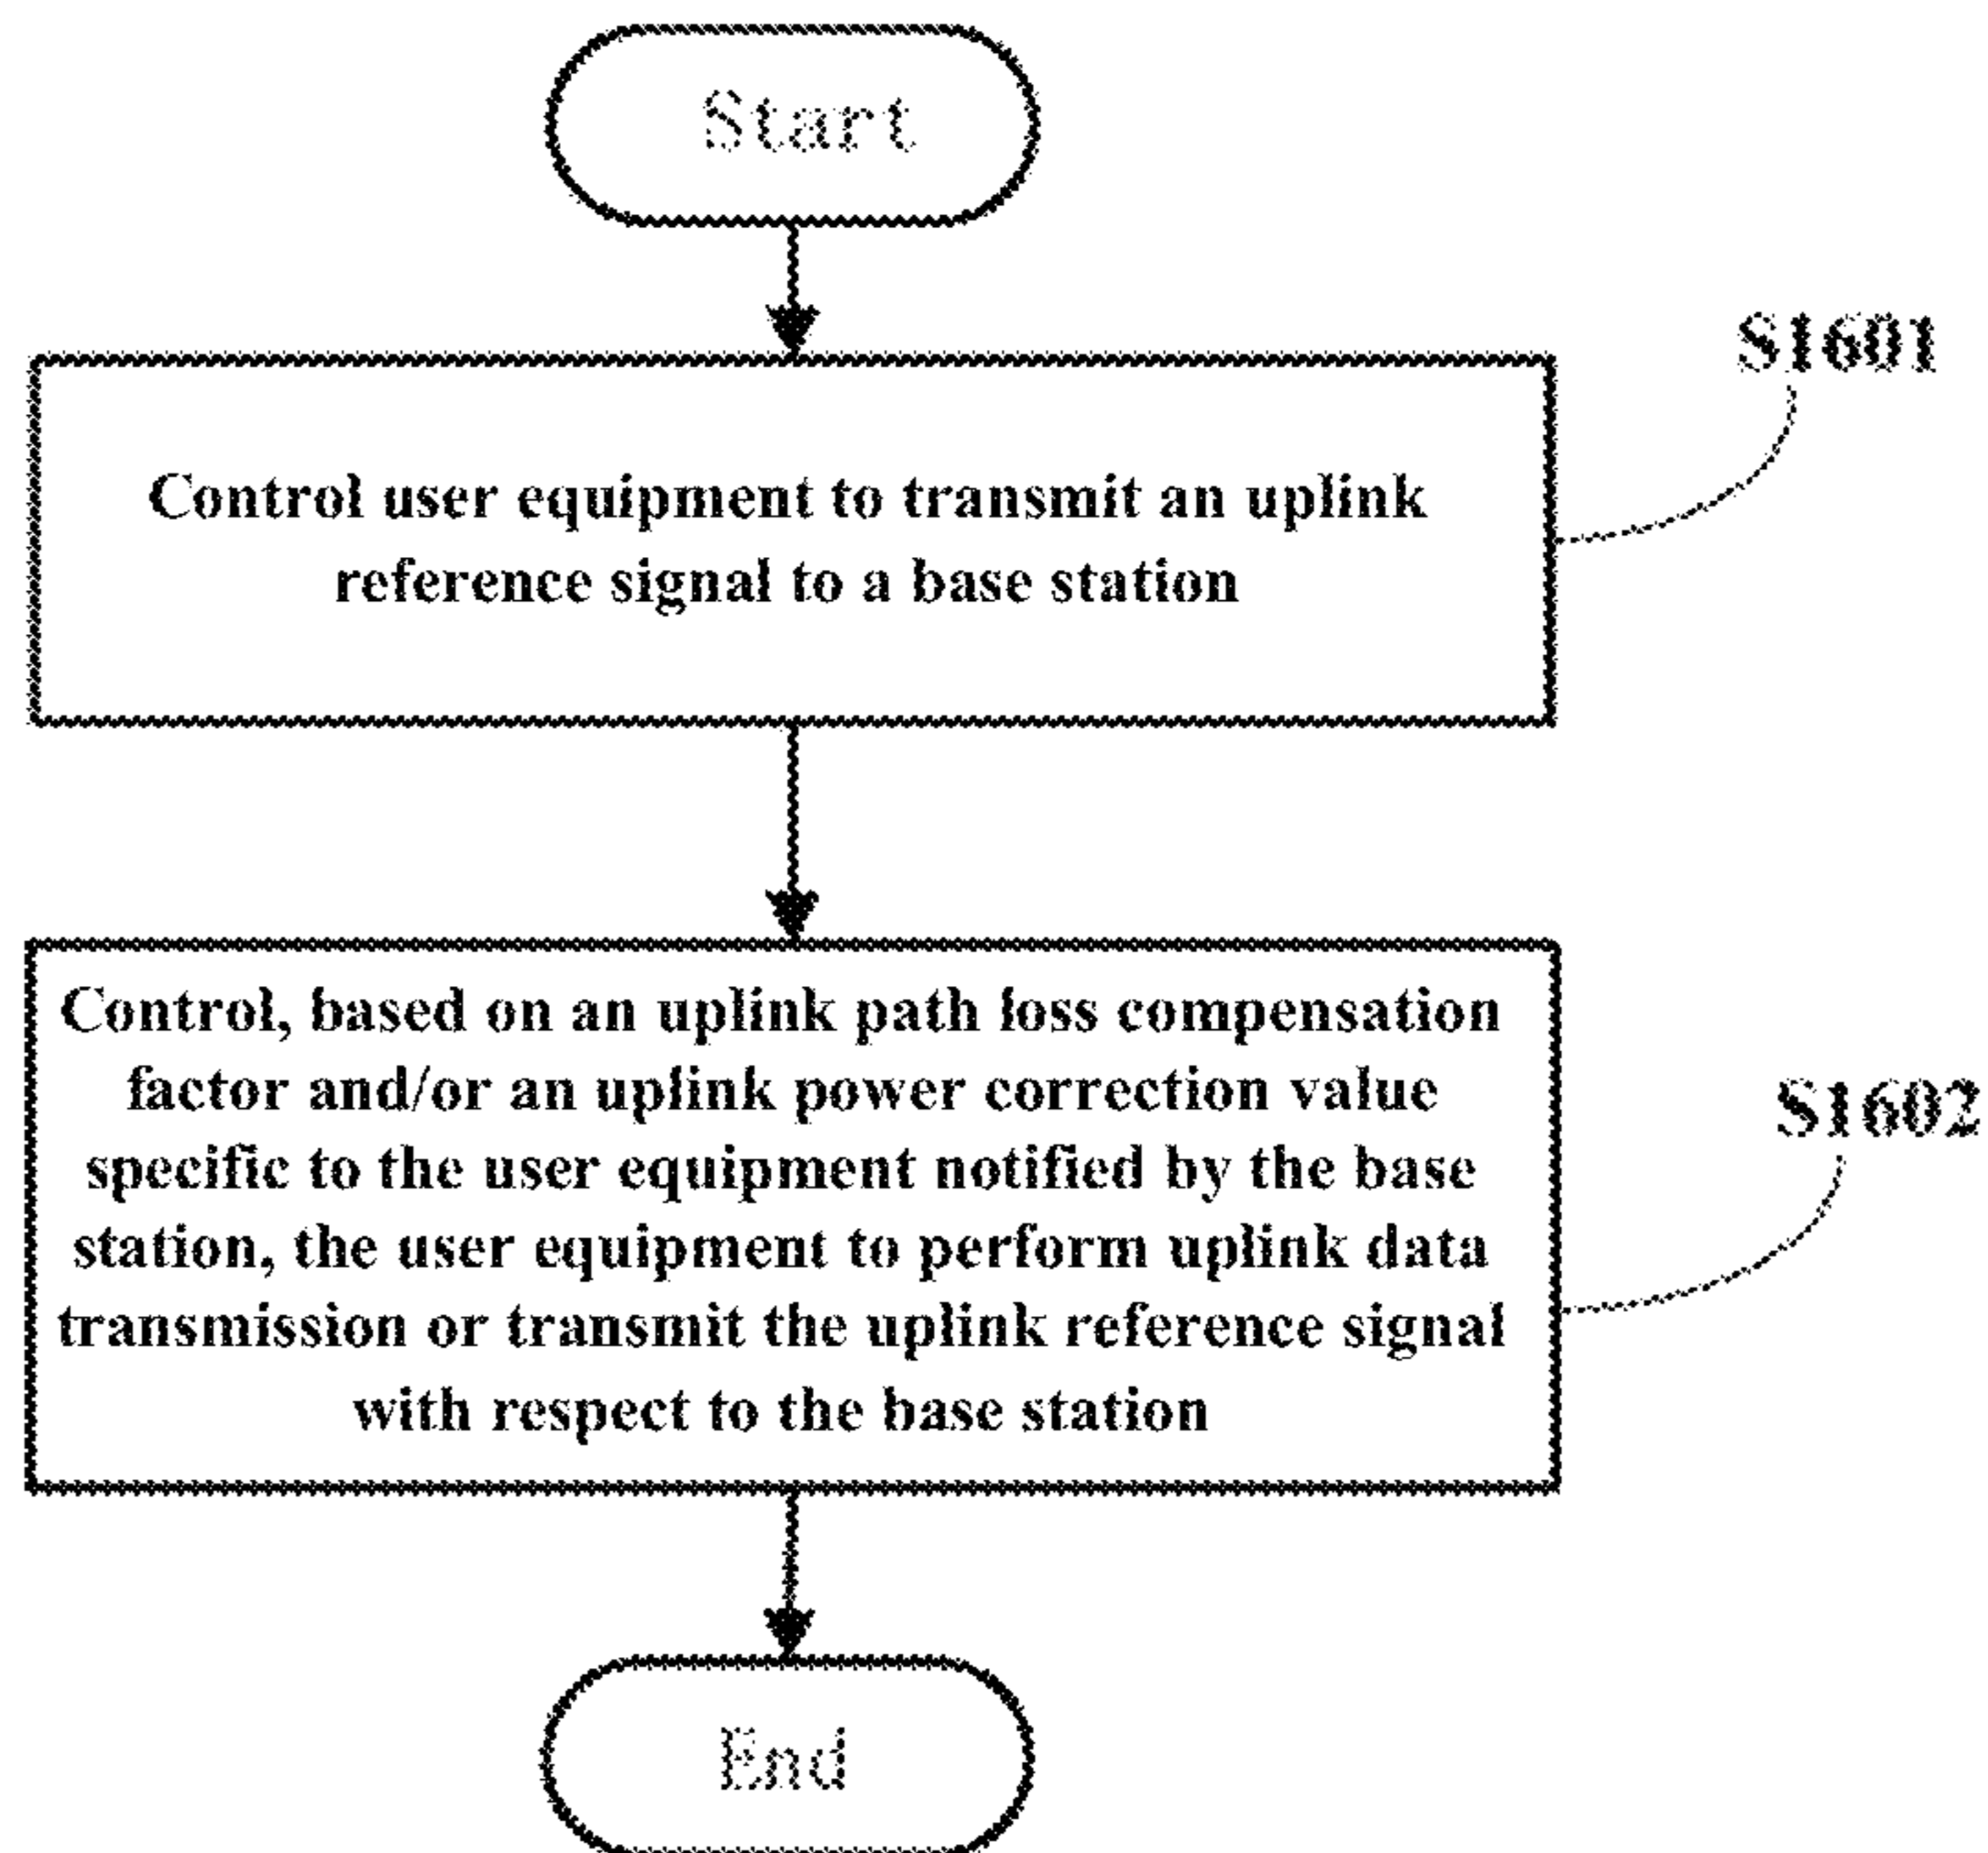 Start
S1601
Control user equipment to transmit an uplink
reference signal to a base station
Control, based on an uplink path loss compensation
factor and/or an uplink power correction value
specific to the user equipment notified by the base
station, the user equipment to perform uplink data
transmission or transmit the uplink reference signal
with respect to the base station
S1602
End